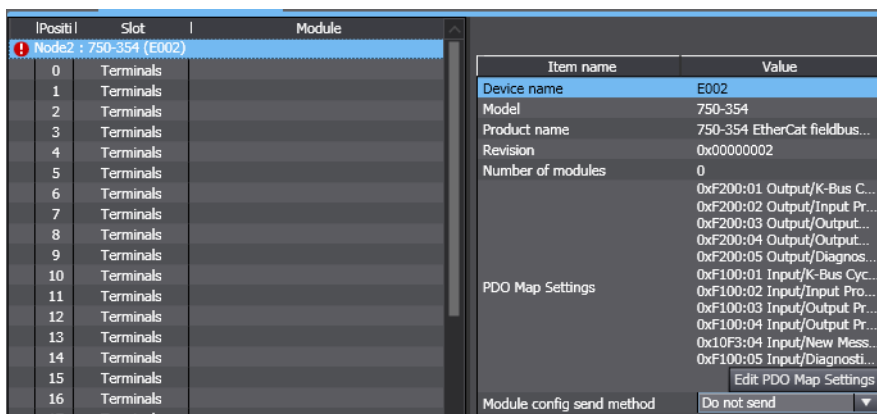 Positi Slot Module
Node2 : 750-354 (E002)
0 Terminals
1 Terminals
2 Terminals
3 Terminals
4 Terminals
5 Terminals
6 Terminals
7 Terminals
8 Terminals
9 Terminals
10 Terminals
11 Terminals
12 Terminals
13 Terminals
14 Terminals
15 Terminals
16 Terminals
Item name Value
Device name E002
Model 750-354
Product name 750-354 EtherCat fieldbus...
Revision 0x00000002
Number of modules 0
PDO Map Settings
0xF200:01 Output/K-Bus C...
0xF200:02 Output/Input Pr...
0xF200:03 Output/Output...
0xF200:04 Output/Output...
0xF200:05 Output/Diagnos...
0xF100:01 Input/K-Bus Cyc...
0xF100:02 Input/Input Pro...
0xF100:03 Input/Output Pr...
0xF100:04 Input/Output Pr...
0x10F3:04 Input/New Mess...
0xF100:05 Input/Diagnosti...
Edit PDO Map Settings
Module config send method Do not send